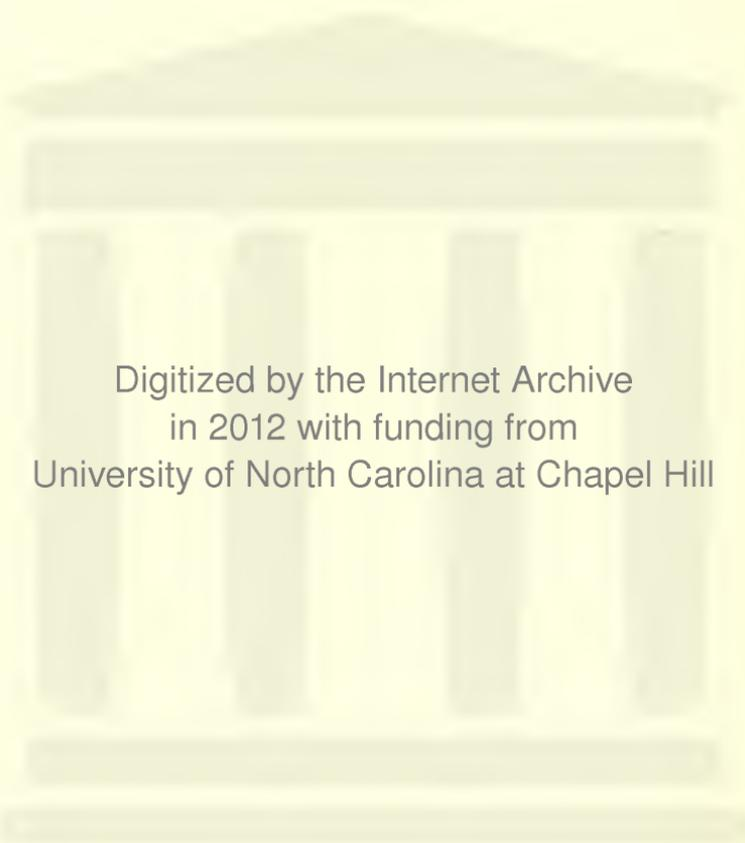 Digitized by the Internet Archive
in 2012 with funding from
University of North Carolina at Chapel Hill